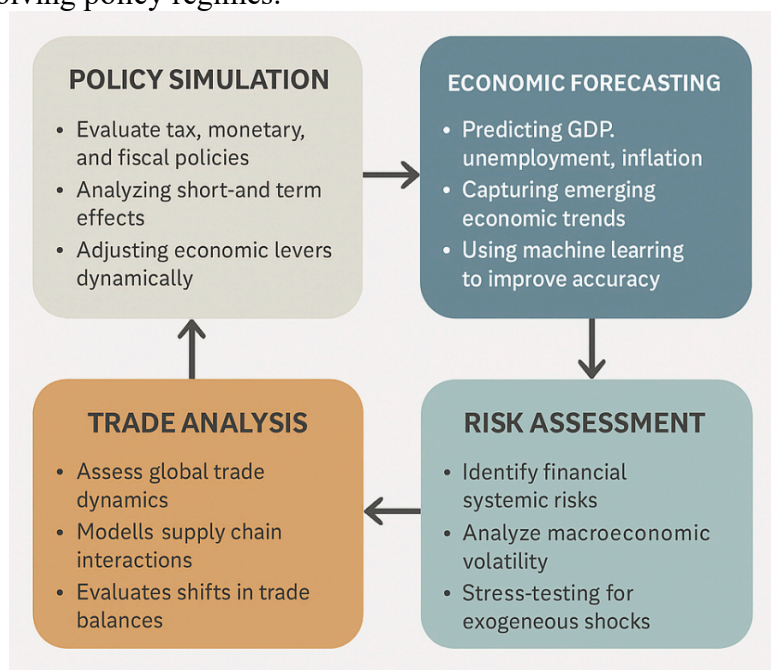 olving policy regimes.
POLICY SIMULATION
• Evaluate tax, monetary,
and fiscal policies
• Analyzing short-and term
effects
• Adjusting economic levers
dynamically
ECONOMIC FORECASTING
• Predicting GDP.
unemployment, inflation
• Capturing emerging
economic trends
• Using machine learring
to improve accuracy
TRADE ANALYSIS
• Assess global trade
dynamics
• Modells supply chain
interactions
• Evaluates shifts in trade
balances
RISK ASSESSMENT
• Identify financial
systemic risks
• Analyze macroeconomic
volatility
• Stress-testing for
exogeneous shocks